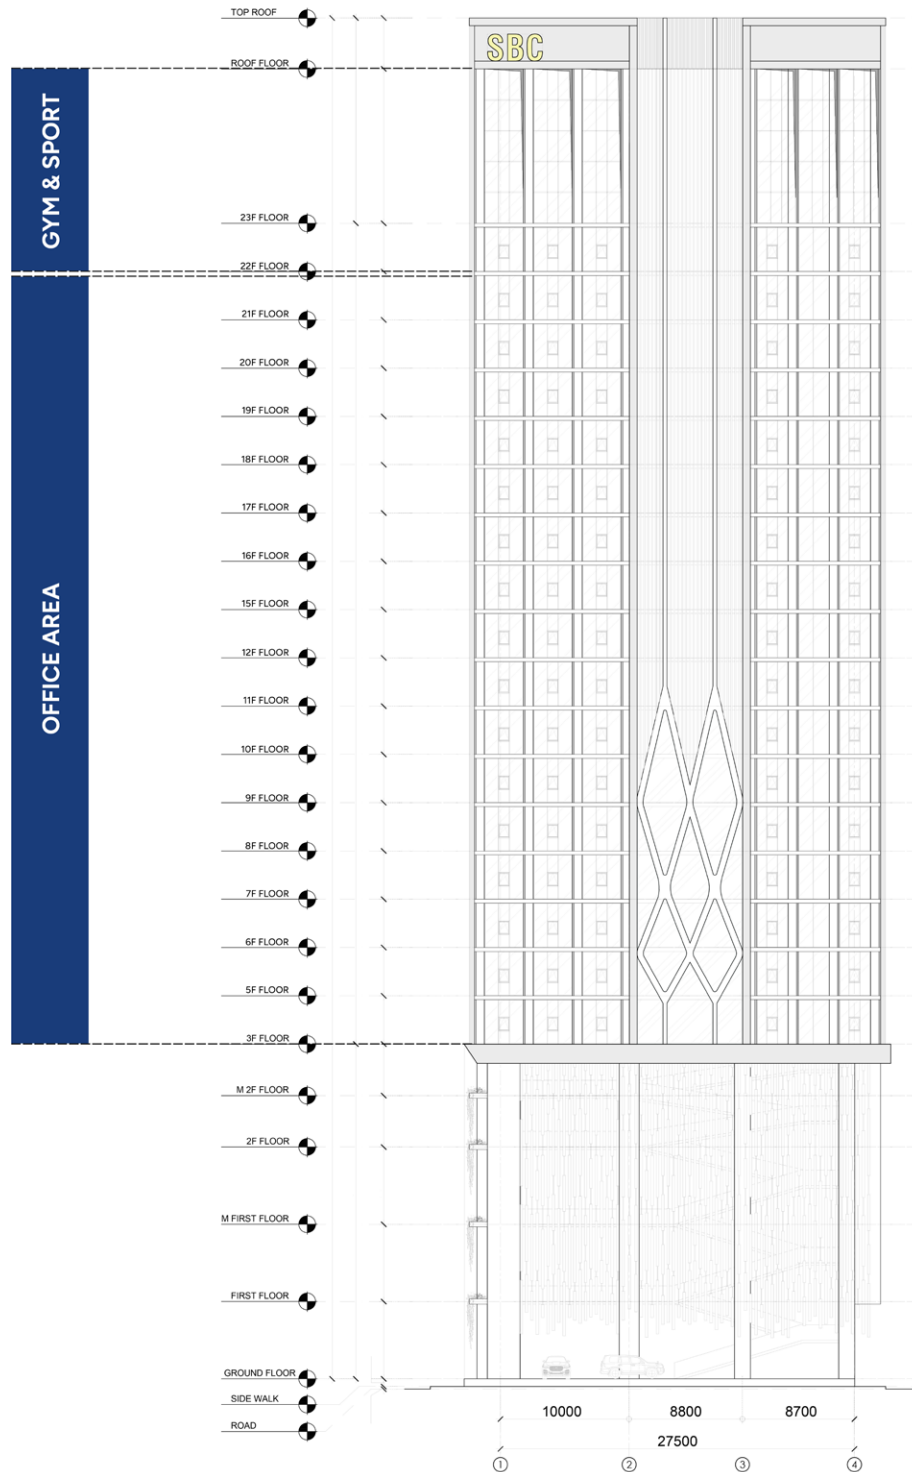 TOP ROOF
SBC
ROOF FLOOR
GYM & SPORT
23F FLOOR
22F FLOOR
21F FLOOR
20F FLOOR
19F FLOOR
18F FLOOR
17F FLOOR
16F FLOOR
15F FLOOR
OFFICE AREA
12F FLOOR
11F FLOOR
10F FLOOR
9F FLOOR
8F FLOOR
7F FLOOR
6F FLOOR
5F FLOOR
3F FLOOR
M 2F FLOOR
2F FLOOR
M FIRST FLOOR
FIRST FLOOR
GROUND FLOOR
SIDE WALK
ROAD
10000 8800 8700
27500
1 2 3 4